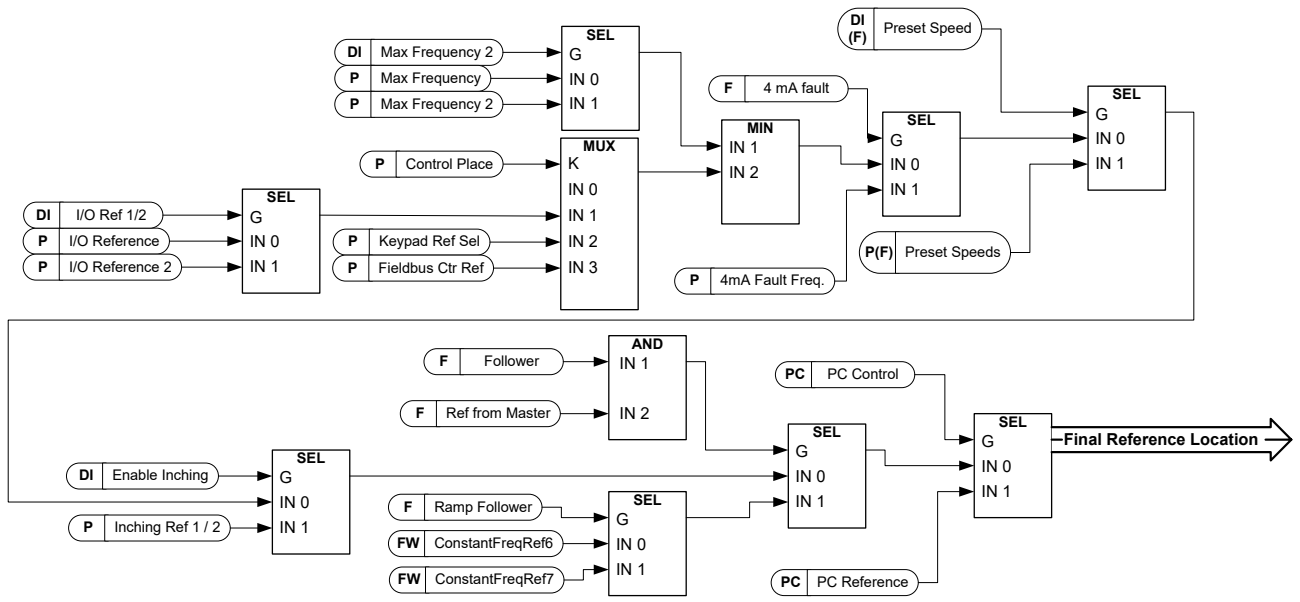 SEL
DI Max Frequency 2
G
P Max Frequency
IN 0
P Max Frequency 2
IN 1
MUX
P Control Place
K
IN 0
IN 1
P Keypad Ref Sel
IN 2
P Fieldbus Ctr Ref
IN 3
SEL
DI I/O Ref 1/2
G
P I/O Reference
IN 0
P I/O Reference 2
IN 1
MIN
IN 1
IN 2
F 4 mA fault
SEL
G
IN 0
IN 1
P 4mA Fault Freq.
DI
(F) Preset Speed
SEL
G
IN 0
IN 1
P(F) Preset Speeds
AND
F Follower
IN 1
F Ref from Master
IN 2
SEL
DI Enable Inching
G
IN 0
P Inching Ref 1 / 2
IN 1
SEL
F Ramp Follower
G
FW ConstantFreqRef6
IN 0
FW ConstantFreqRef7
IN 1
SEL
G
IN 0
IN 1
PC PC Control
SEL
G
IN 0
IN 1
PC PC Reference
Final Reference Location